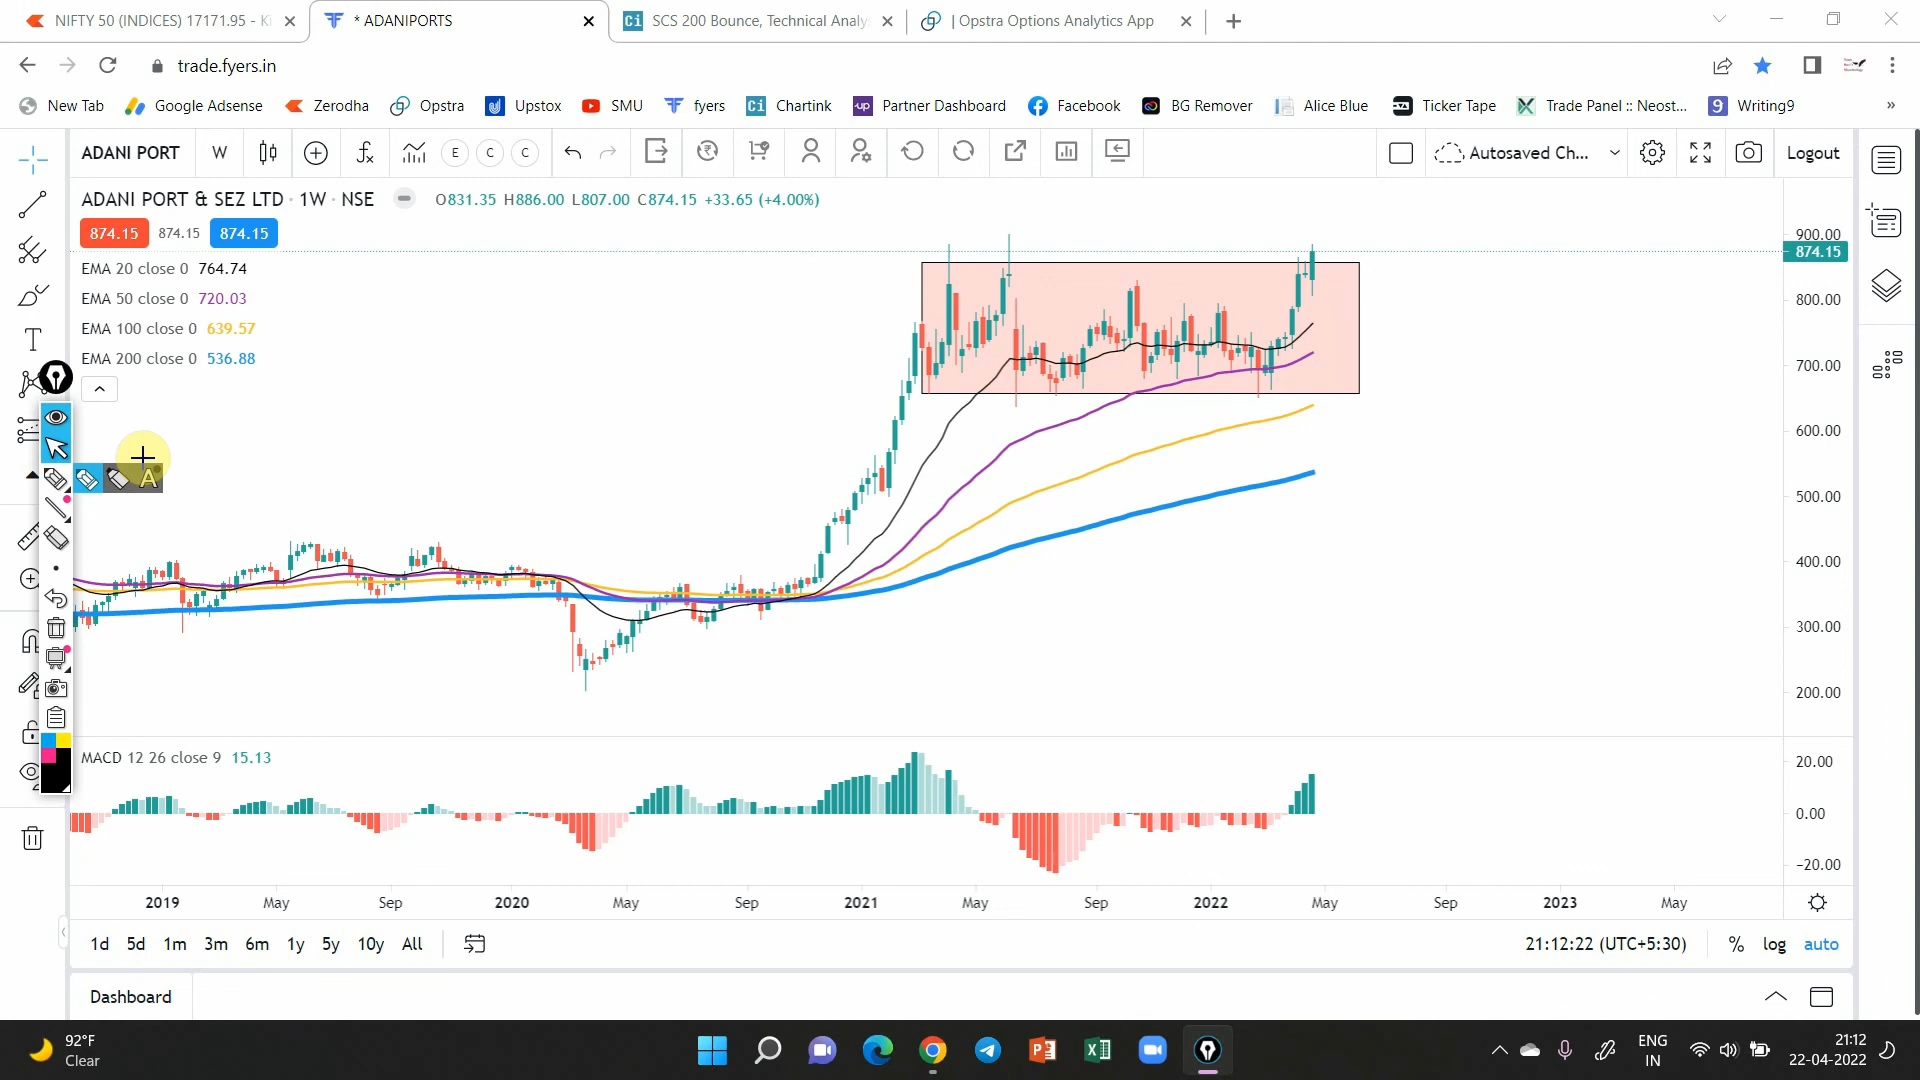 NIFTY 50 (INDICES) 17171.95 - Ki
* ADANIPORTS
SCS 200 Bounce, Technical Analys
| Opstra Options Analytics App
trade.fyers.in
New Tab
Google Adsense
Zerodha
Opstra
Upstox
SMU
fyers
Chartink
Partner Dashboard
Facebook
BG Remover
Alice Blue
Ticker Tape
Trade Panel :: Neost...
Writing9
»
ADANI PORT
W
E
C
C
Autosaved Ch...
Logout
ADANI PORT & SEZ LTD · 1W · NSE
O831.35 H886.00 L807.00 C874.15 +33.65 (+4.00%)
874.15 874.15 874.15
EMA 20 close 0 764.74
EMA 50 close 0 720.03
EMA 100 close 0 639.57
EMA 200 close 0 536.88
900.00
874.15
800.00
700.00
600.00
500.00
400.00
300.00
200.00
MACD 12 26 close 9 15.13
20.00
0.00
−20.00
2019 May Sep 2020 May Sep 2021 May Sep 2022 May Sep 2023 May
1d 5d 1m 3m 6m 1y 5y 10y All
21:12:22 (UTC+5:30)
% log auto
Dashboard
92°F
Clear
ENG
IN
21:12
22-04-2022